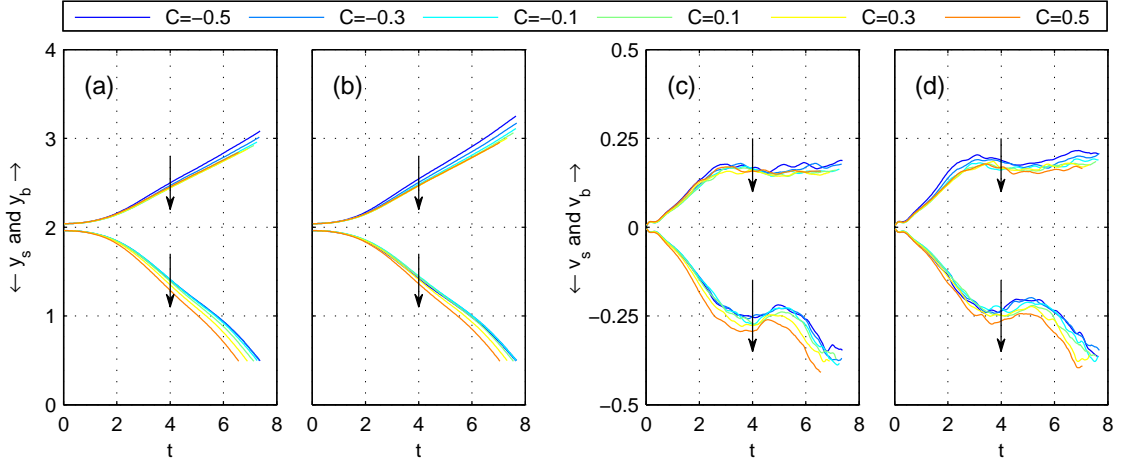 C=−0.5 C=−0.3 C=−0.1 C=0.1 C=0.3 C=0.5
4 0.5
(a) (b) (c) (d)
3 0.25
← y_s and y_b →
2
← v_s and v_b →
0
1 −0.25
0 −0.5
0 2 4 6 8 0 2 4 6 8 0 2 4 6 8 0 2 4 6 8
t t t t